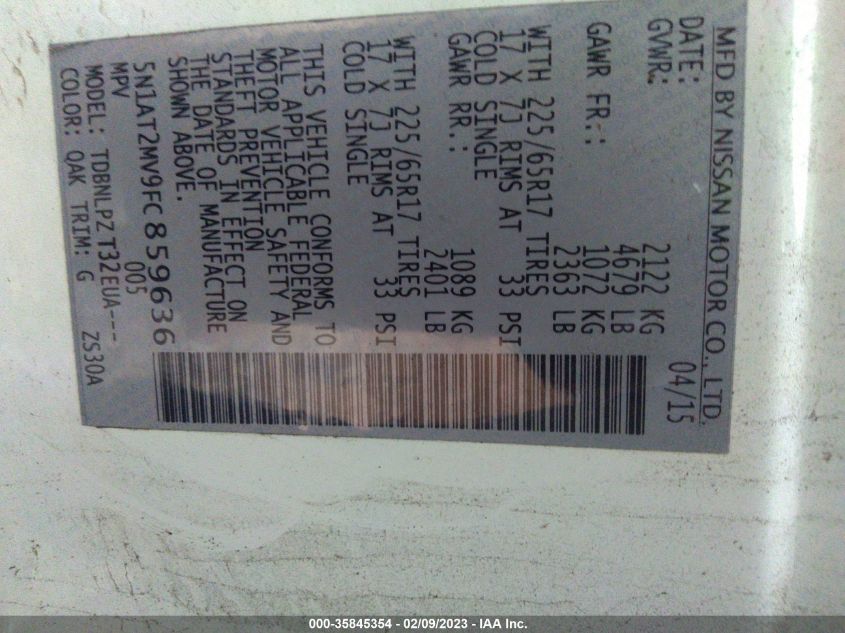 MFD BY NISSAN MOTOR CO., LTD.
DATE: 04/15
GVWR: 2122 KG
4679 LB
GAWR FR.: 1072 KG
2363 LB
WITH 225/65R17 TIRES
17 X 7J RIMS AT 33 PSI
COLD SINGLE
GAWR RR.: 1089 KG
2401 LB
WITH 225/65R17 TIRES
17 X 7J RIMS AT 33 PSI
COLD SINGLE
THIS VEHICLE CONFORMS TO
ALL APPLICABLE FEDERAL
MOTOR VEHICLE SAFETY AND
THEFT PREVENTION
STANDARDS IN EFFECT ON
THE DATE OF MANUFACTURE
SHOWN ABOVE.
5N1AT2MV9FC859636
MPV 005
MODEL: TDBNLPZ T32EUA---
COLOR: QAK TRIM: G ZS30A
000-35845354 - 02/09/2023 - IAA Inc.